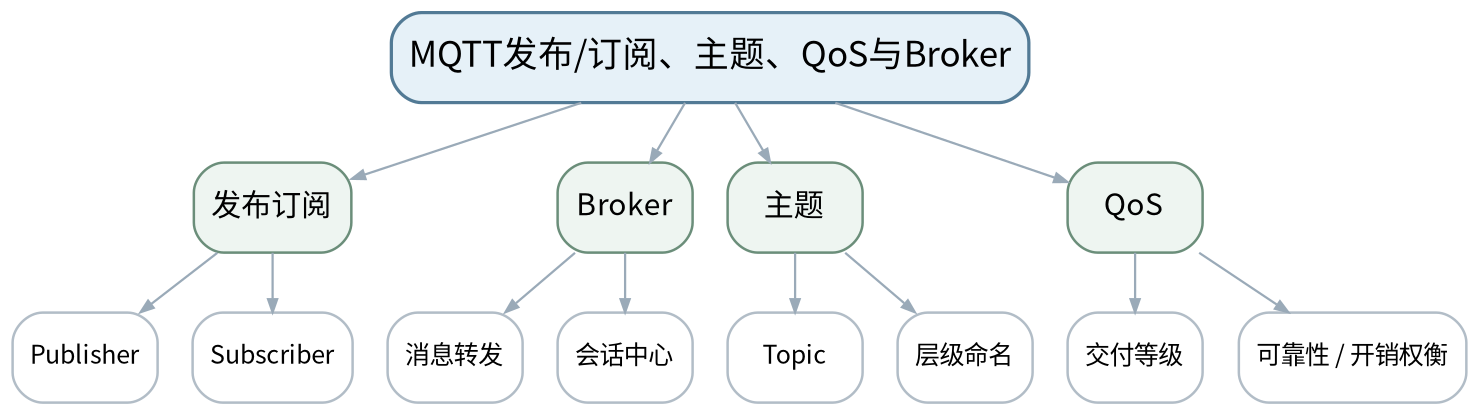 MQTT发布/订阅、主题、QoS与Broker
发布订阅
Broker
主题
QoS
Publisher
Subscriber
消息转发
会话中心
Topic
层级命名
交付等级
可靠性 / 开销权衡